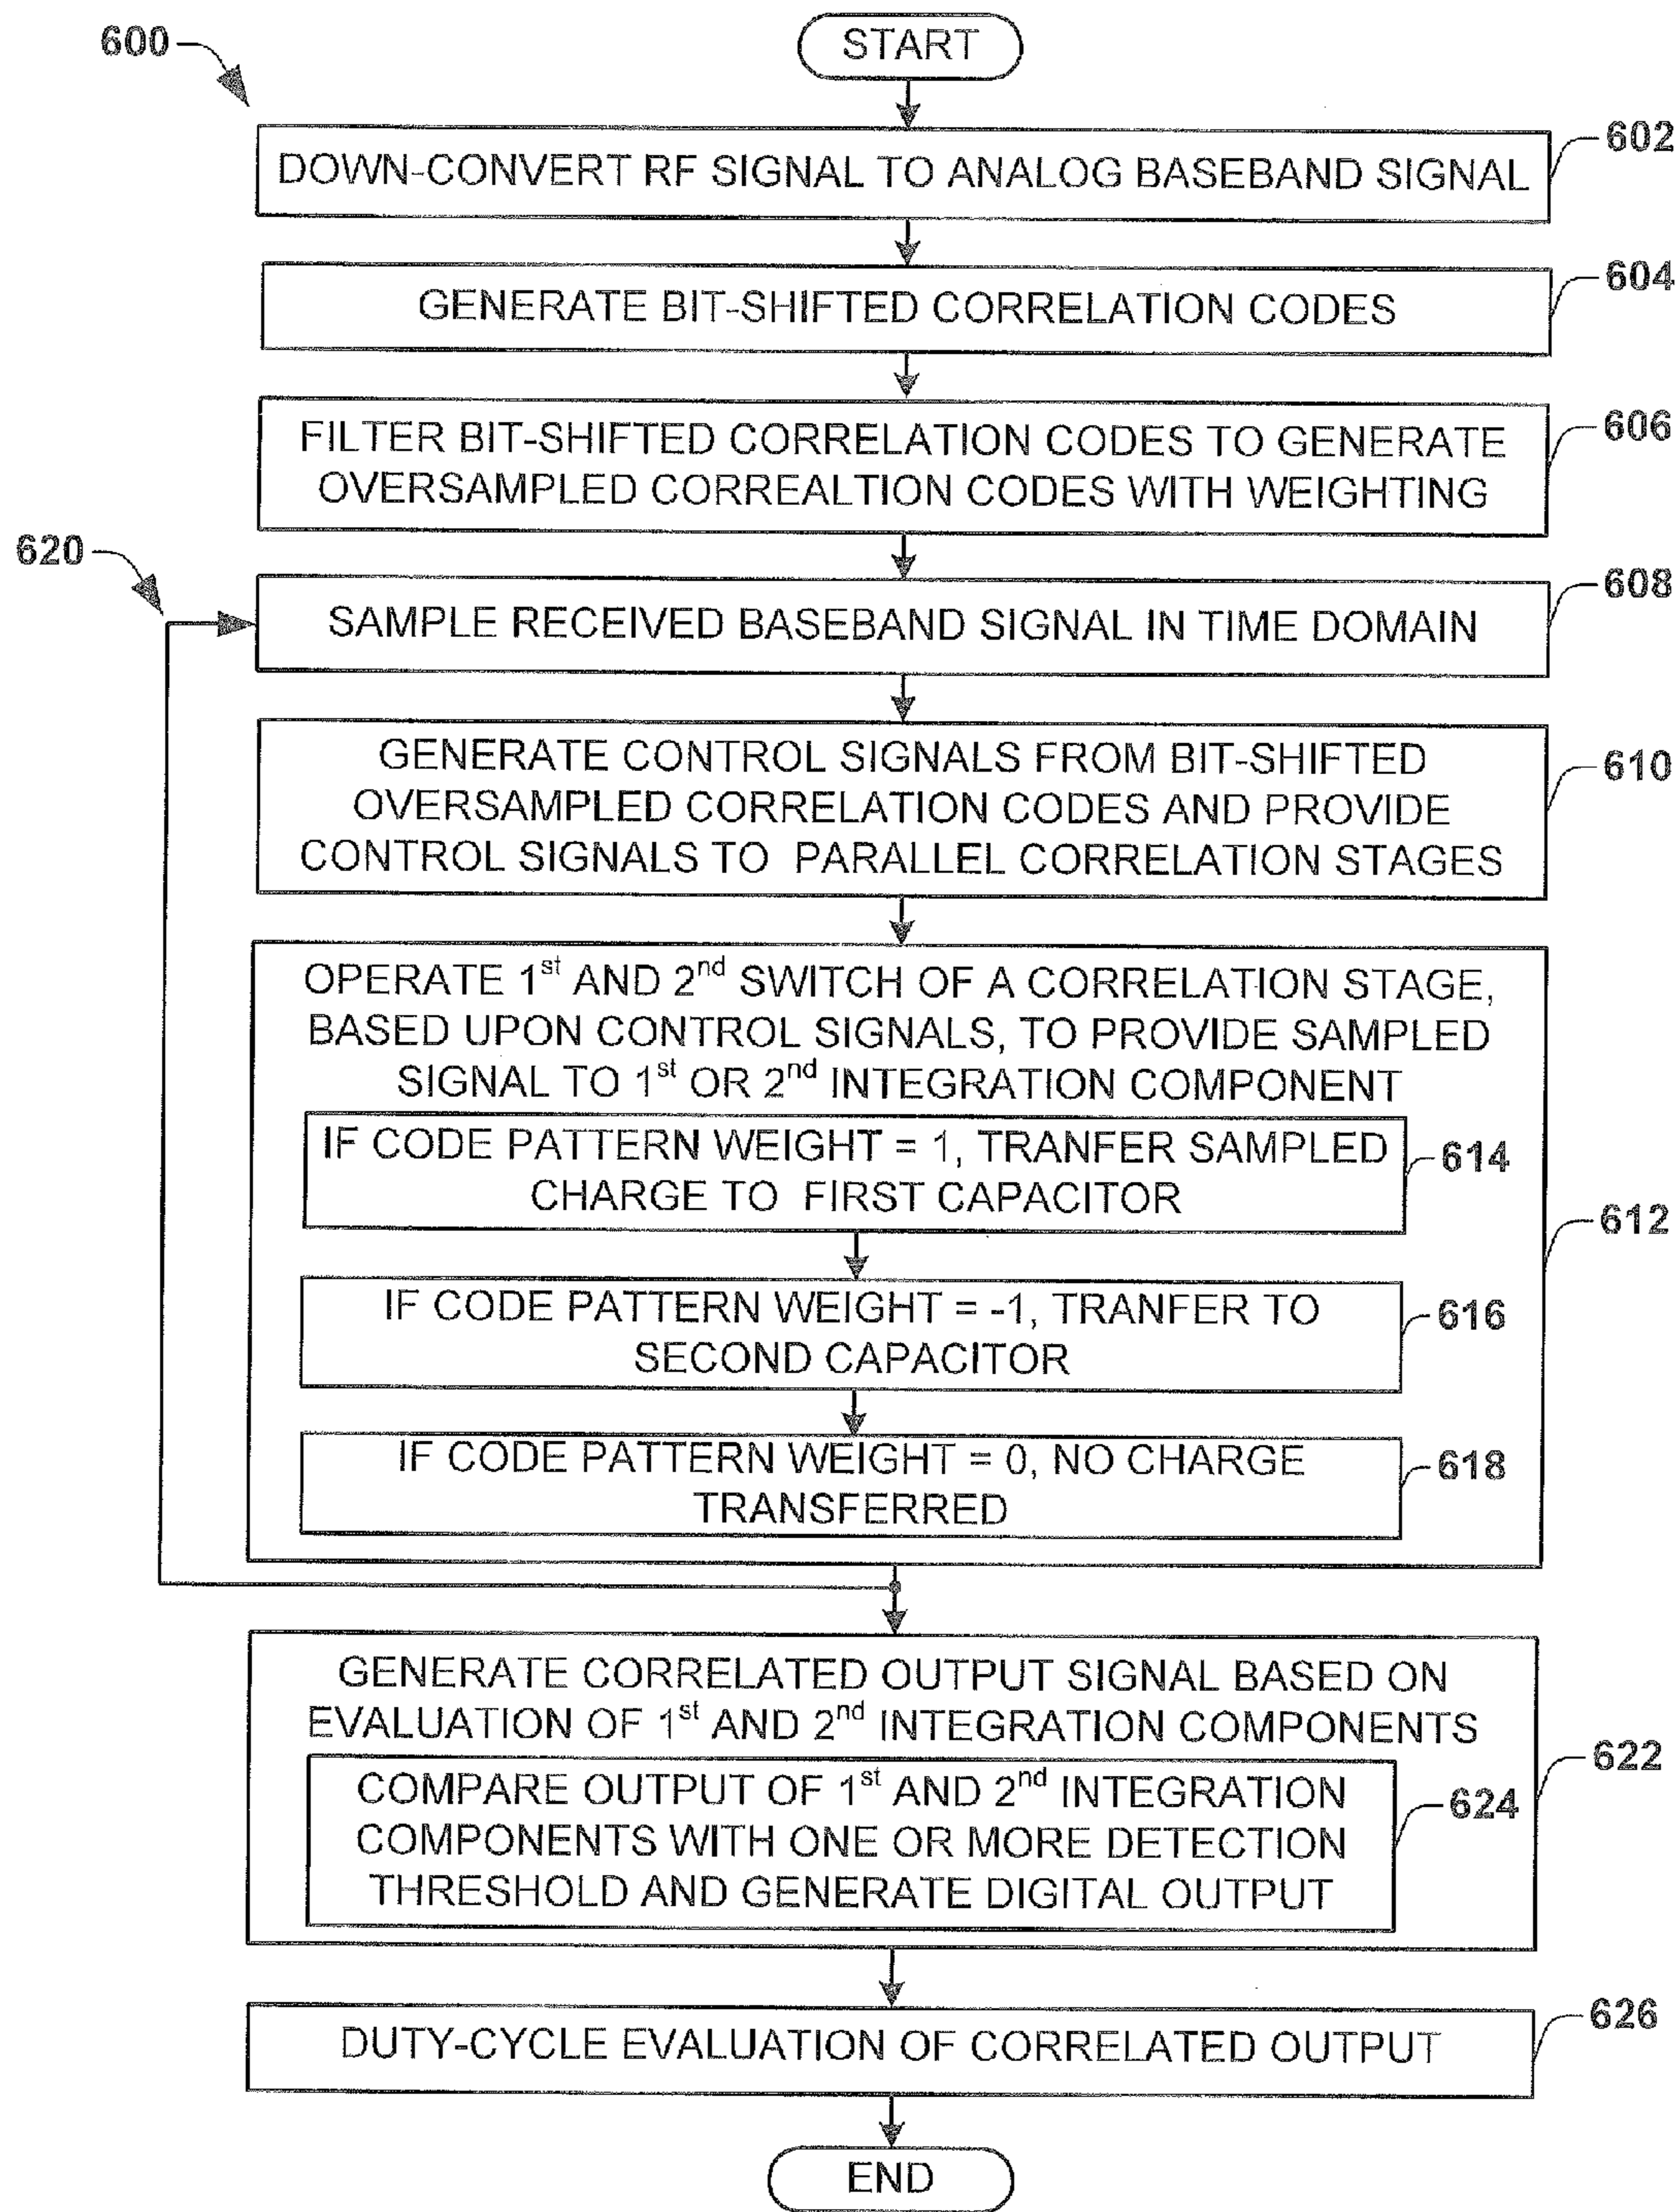 600
START
DOWN-CONVERT RF SIGNAL TO ANALOG BASEBAND SIGNAL
602
GENERATE BIT-SHIFTED CORRELATION CODES
604
FILTER BIT-SHIFTED CORRELATION CODES TO GENERATE
OVERSAMPLED CORREALTION CODES WITH WEIGHTING
606
620
SAMPLE RECEIVED BASEBAND SIGNAL IN TIME DOMAIN
608
GENERATE CONTROL SIGNALS FROM BIT-SHIFTED
OVERSAMPLED CORRELATION CODES AND PROVIDE
CONTROL SIGNALS TO PARALLEL CORRELATION STAGES
610
OPERATE 1st AND 2nd SWITCH OF A CORRELATION STAGE,
BASED UPON CONTROL SIGNALS, TO PROVIDE SAMPLED
SIGNAL TO 1st OR 2nd INTEGRATION COMPONENT
IF CODE PATTERN WEIGHT = 1, TRANFER SAMPLED
CHARGE TO FIRST CAPACITOR
614
612
IF CODE PATTERN WEIGHT = -1, TRANFER TO
SECOND CAPACITOR
616
IF CODE PATTERN WEIGHT = 0, NO CHARGE
TRANSFERRED
618
GENERATE CORRELATED OUTPUT SIGNAL BASED ON
EVALUATION OF 1st AND 2nd INTEGRATION COMPONENTS
622
COMPARE OUTPUT OF 1st AND 2nd INTEGRATION
COMPONENTS WITH ONE OR MORE DETECTION
THRESHOLD AND GENERATE DIGITAL OUTPUT
624
DUTY-CYCLE EVALUATION OF CORRELATED OUTPUT
626
END